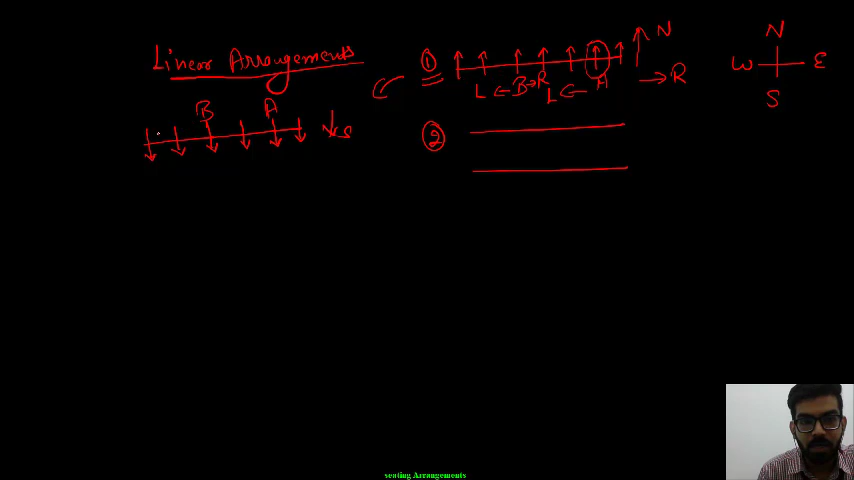 Linear Arrangements
① N
L B R L A R
B A
S
②
N
W E
S
seating Arrangements